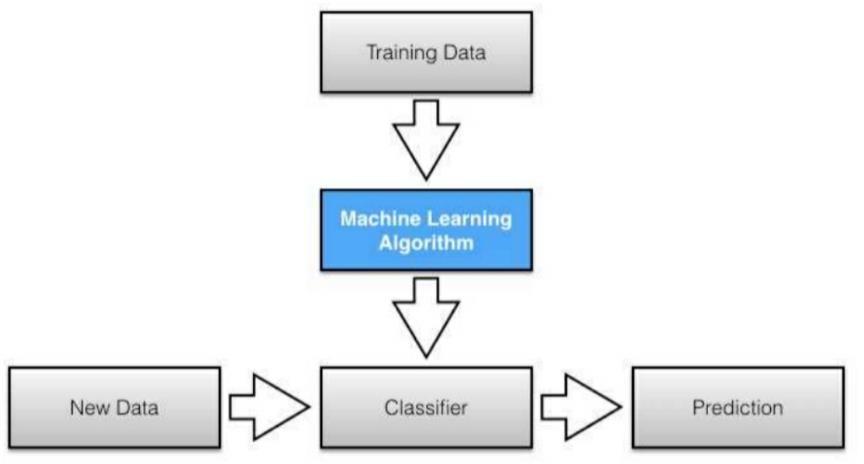 Training Data
Machine Learning
Algorithm
New Data
Classifier
Prediction